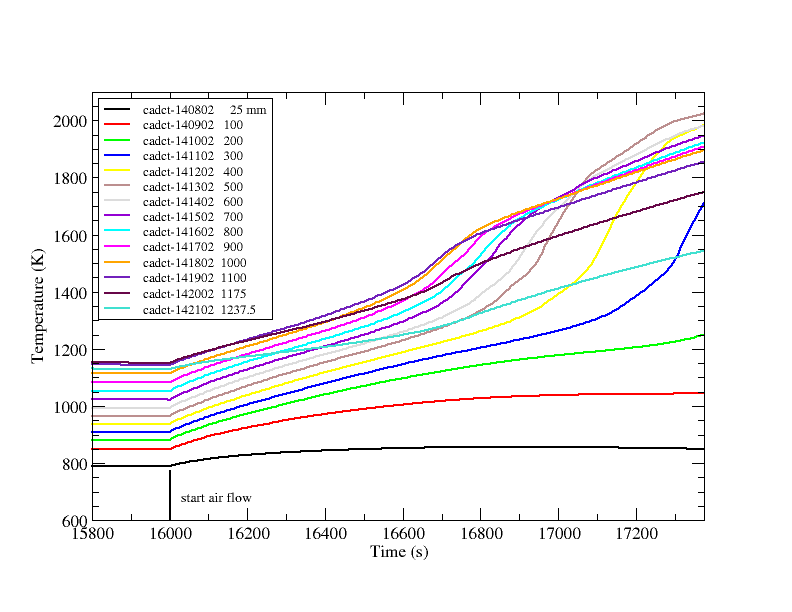 2000
1800
1600
1400
1200
1000
800
600
Temperature (K)
cadct-140802 25 mm
cadct-140902 100
cadct-141002 200
cadct-141102 300
cadct-141202 400
cadct-141302 500
cadct-141402 600
cadct-141502 700
cadct-141602 800
cadct-141702 900
cadct-141802 1000
cadct-141902 1100
cadct-142002 1175
cadct-142102 1237.5
start air flow
15800 16000 16200 16400 16600 16800 17000 17200
Time (s)